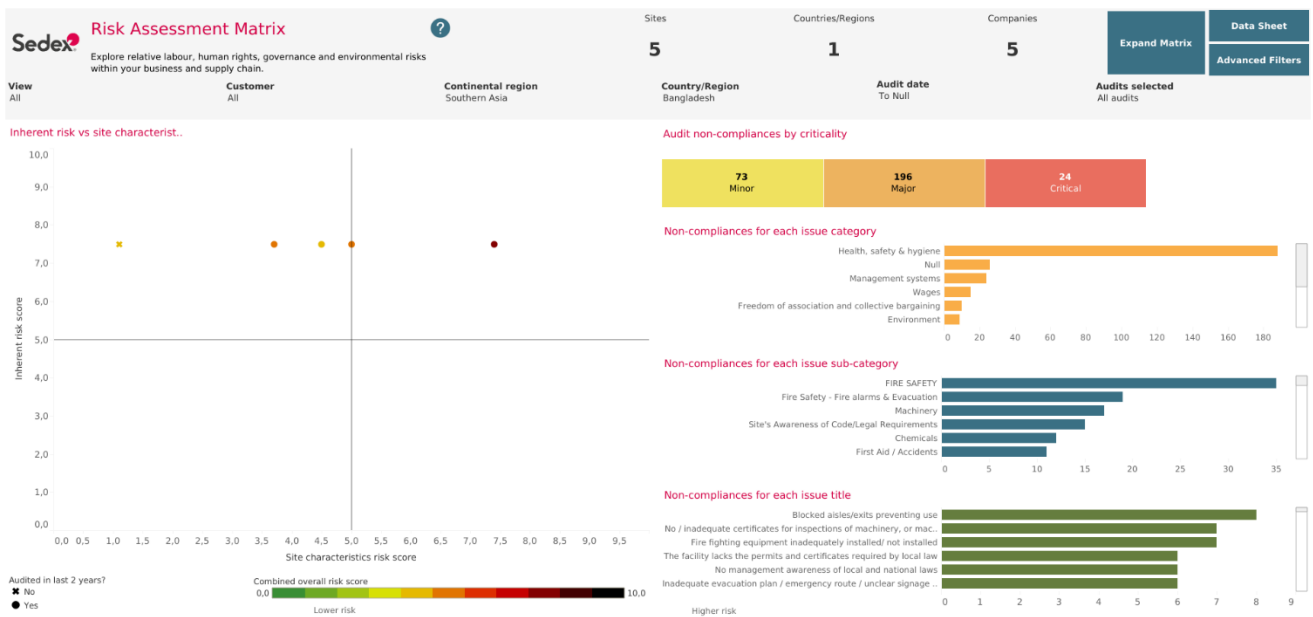 Sedex
Risk Assessment Matrix
?
Explore relative labour, human rights, governance and environmental risks
within your business and supply chain.
Sites
5
Countries/Regions
1
Companies
5
Expand Matrix
Data Sheet
Advanced Filters
View
All
Customer
All
Continental region
Southern Asia
Country/Region
Bangladesh
Audit date
To Null
Audits selected
All audits
Inherent risk vs site characterist..
10,0
9,0
8,0
7,0
6,0
5,0
4,0
3,0
2,0
1,0
0,0
Inherent risk score
0,0 0,5 1,0 1,5 2,0 2,5 3,0 3,5 4,0 4,5 5,0 5,5 6,0 6,5 7,0 7,5 8,0 8,5 9,0 9,5
Site characteristics risk score
Audited in last 2 years?
No
Yes
Combined overall risk score
0,0 10,0
Lower risk
Higher risk
Audit non-compliances by criticality
73
Minor
196
Major
24
Critical
Non-compliances for each issue category
Health, safety & hygiene
Null
Management systems
Wages
Freedom of association and collective bargaining
Environment
0 20 40 60 80 100 120 140 160 180
Non-compliances for each issue sub-category
FIRE SAFETY
Fire Safety - Fire alarms & Evacuation
Machinery
Site's Awareness of Code/Legal Requirements
Chemicals
First Aid / Accidents
0 5 10 15 20 25 30 35
Non-compliances for each issue title
Blocked aisles/exits preventing use
No / inadequate certificates for inspections of machinery, or mac..
Fire fighting equipment inadequately installed/ not installed
The facility lacks the permits and certificates required by local law
No management awareness of local and national laws
Inadequate evacuation plan / emergency route / unclear signage ..
0 1 2 3 4 5 6 7 8 9